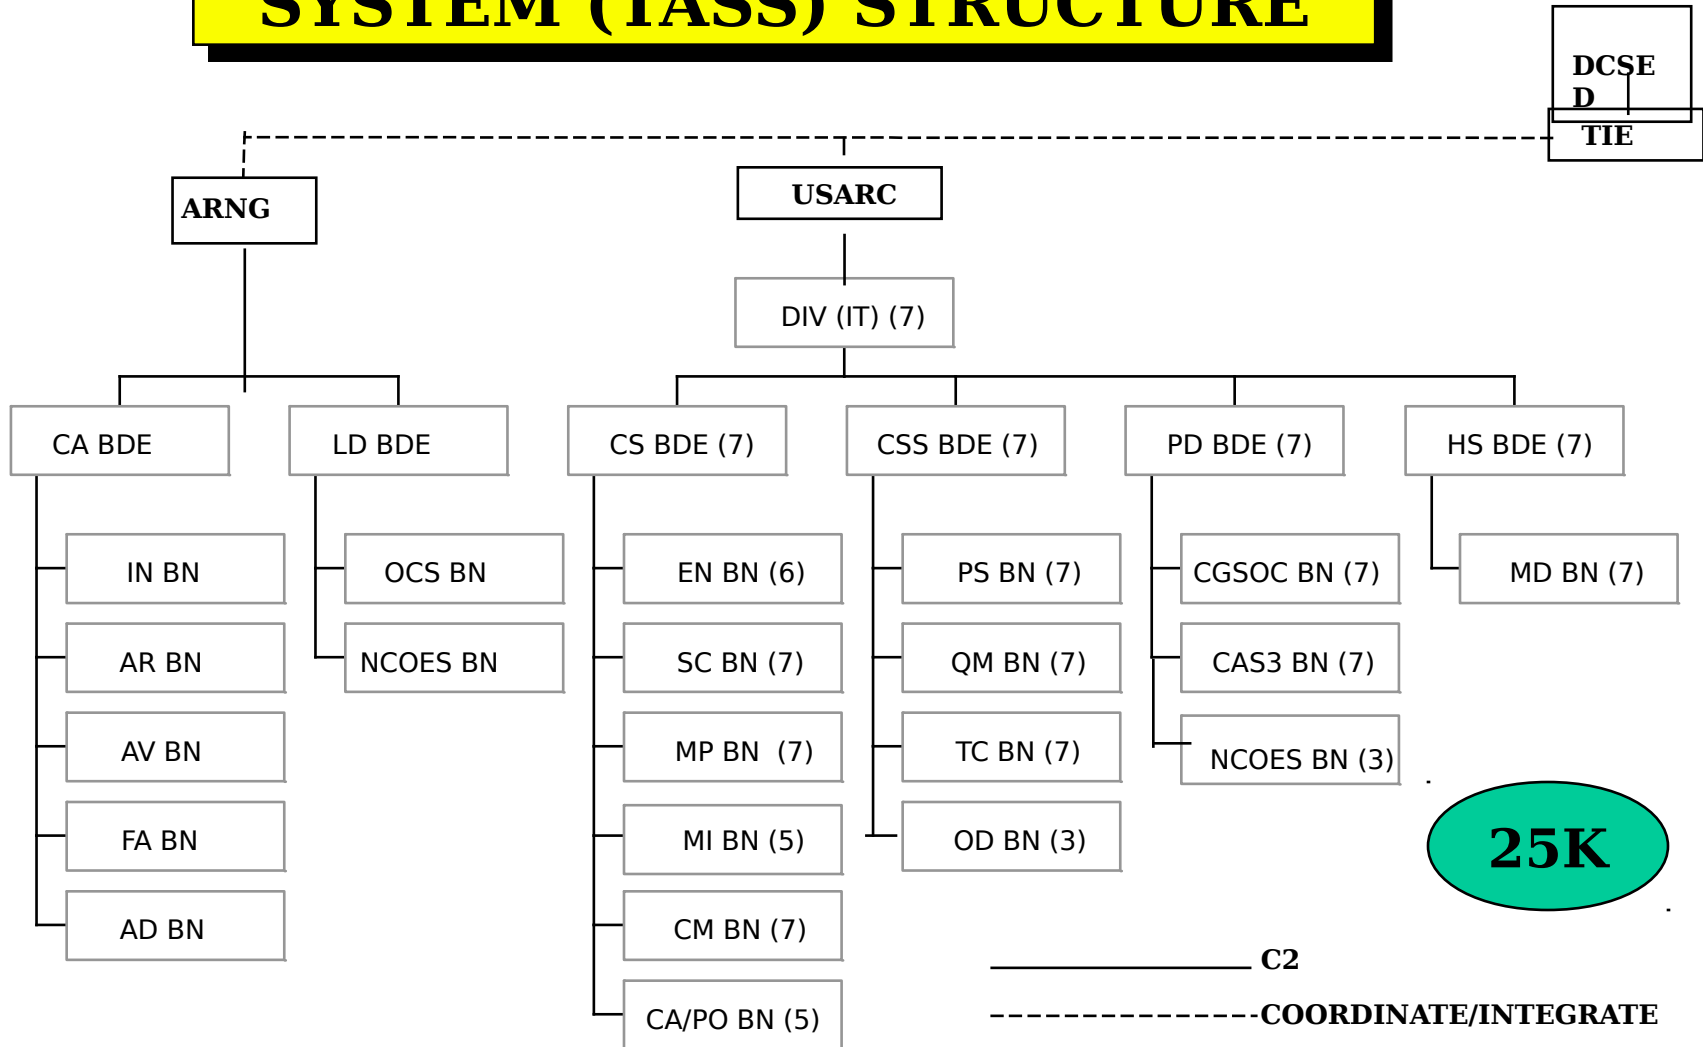 SYSTEM (TASS) STRUCTURE
DCSE
D
TIE
ARNG
USARC
DIV (IT) (7)
CA BDE
LD BDE
CS BDE (7)
CSS BDE (7)
PD BDE (7)
HS BDE (7)
IN BN
OCS BN
EN BN (6)
PS BN (7)
CGSOC BN (7)
MD BN (7)
AR BN
NCOES BN
SC BN (7)
QM BN (7)
CAS3 BN (7)
AV BN
MP BN (7)
TC BN (7)
NCOES BN (3)
FA BN
MI BN (5)
OD BN (3)
25K
AD BN
CM BN (7)
C2
CA/PO BN (5)
COORDINATE/INTEGRATE